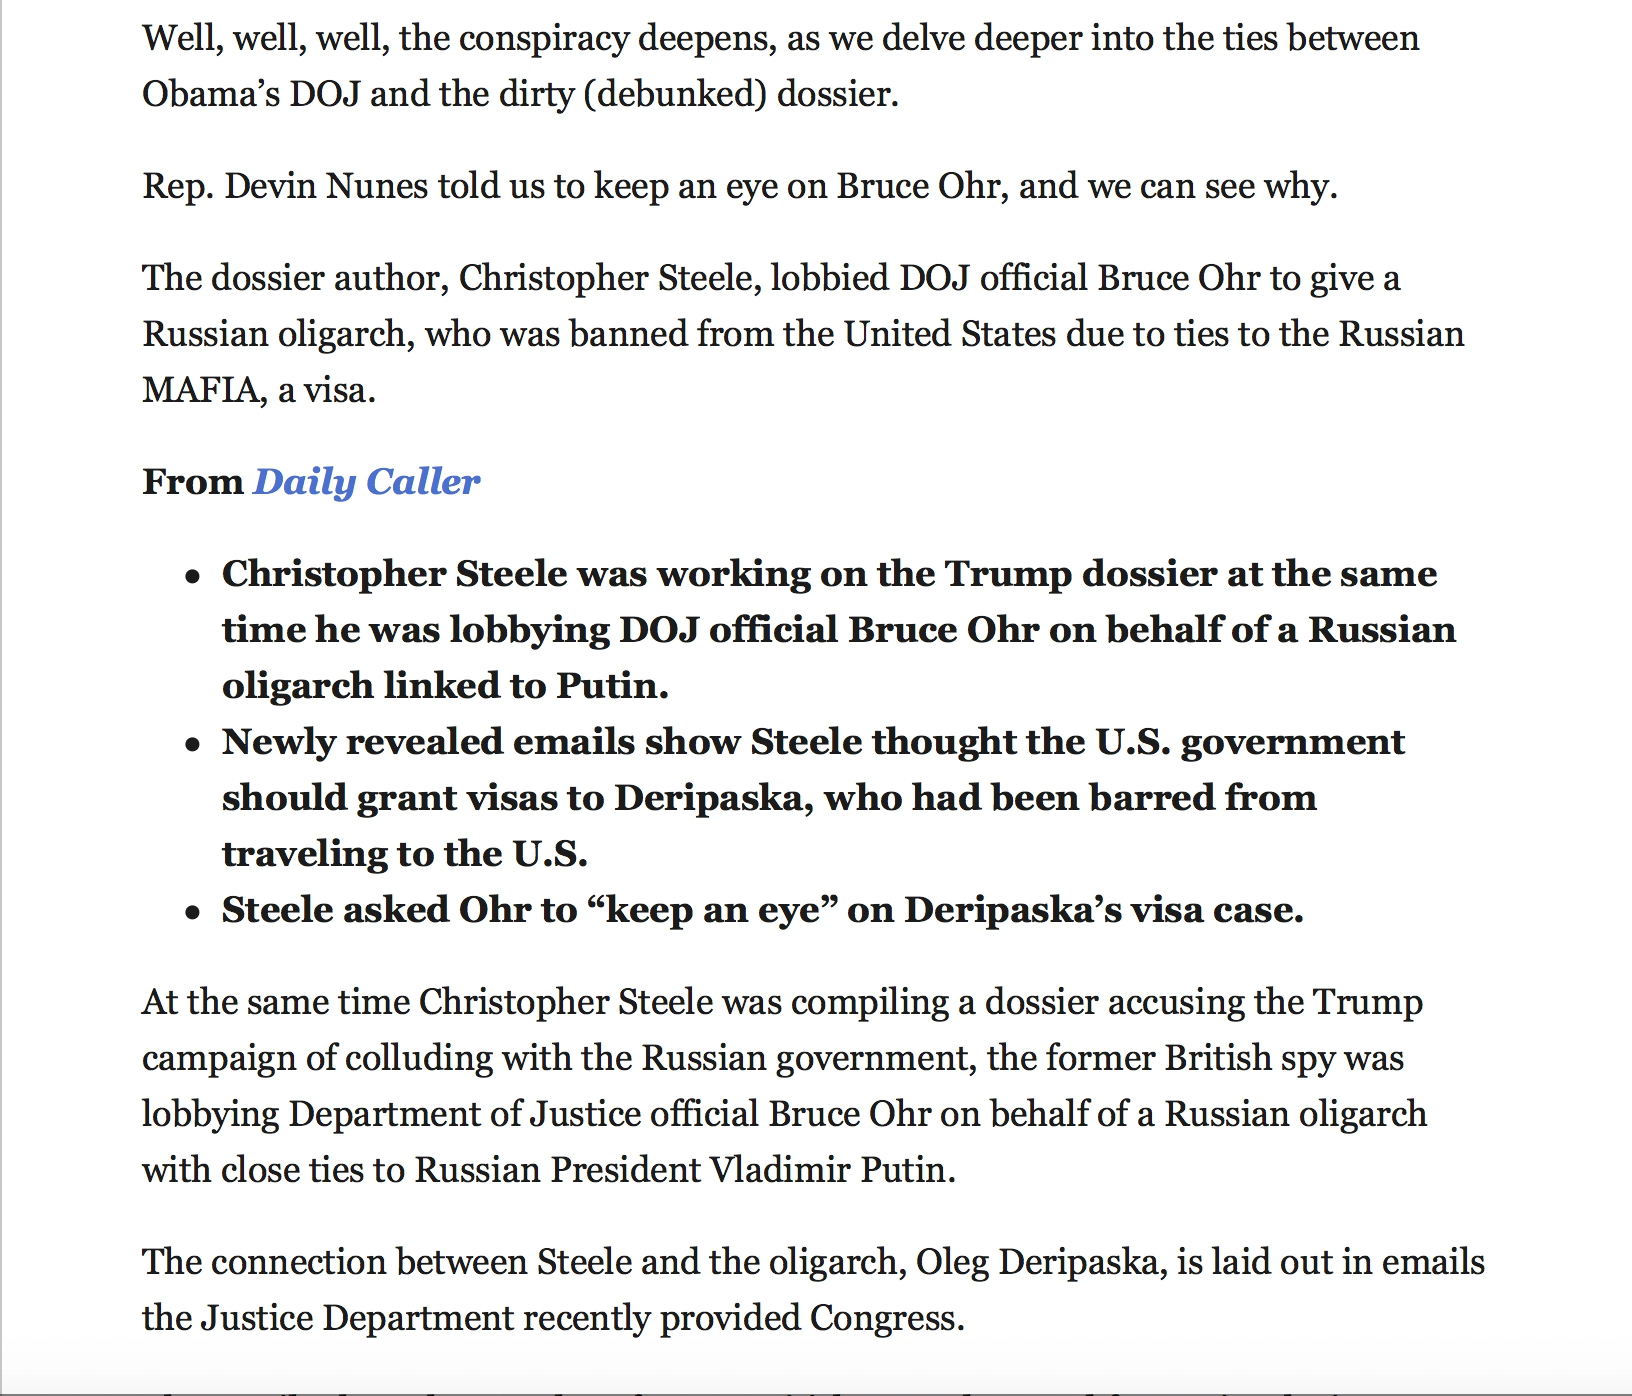 Well, well, well, the conspiracy deepens, as we delve deeper into the ties between
Obama’s DOJ and the dirty (debunked) dossier.
Rep. Devin Nunes told us to keep an eye on Bruce Ohr, and we can see why.
The dossier author, Christopher Steele, lobbied DOJ official Bruce Ohr to give a
Russian oligarch, who was banned from the United States due to ties to the Russian
MAFIA, a visa.
From Daily Caller
• Christopher Steele was working on the Trump dossier at the same
time he was lobbying DOJ official Bruce Ohr on behalf of a Russian
oligarch linked to Putin.
• Newly revealed emails show Steele thought the U.S. government
should grant visas to Deripaska, who had been barred from
traveling to the U.S.
• Steele asked Ohr to “keep an eye” on Deripaska’s visa case.
At the same time Christopher Steele was compiling a dossier accusing the Trump
campaign of colluding with the Russian government, the former British spy was
lobbying Department of Justice official Bruce Ohr on behalf of a Russian oligarch
with close ties to Russian President Vladimir Putin.
The connection between Steele and the oligarch, Oleg Deripaska, is laid out in emails
the Justice Department recently provided Congress.